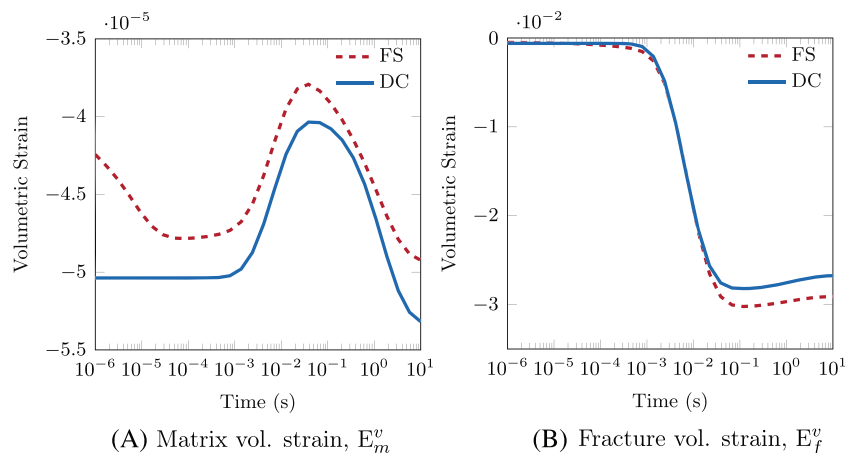 ·10⁻⁵
−3.5
−4
−4.5
−5
−5.5
10⁻⁶ 10⁻⁵ 10⁻⁴ 10⁻³ 10⁻² 10⁻¹ 10⁰ 10¹
Volumetric Strain
Time (s)
FS
DC
(A) Matrix vol. strain, Eᵥₘ
·10⁻²
0
−1
−2
−3
10⁻⁶ 10⁻⁵ 10⁻⁴ 10⁻³ 10⁻² 10⁻¹ 10⁰ 10¹
Volumetric Strain
Time (s)
FS
DC
(B) Fracture vol. strain, E_f^v